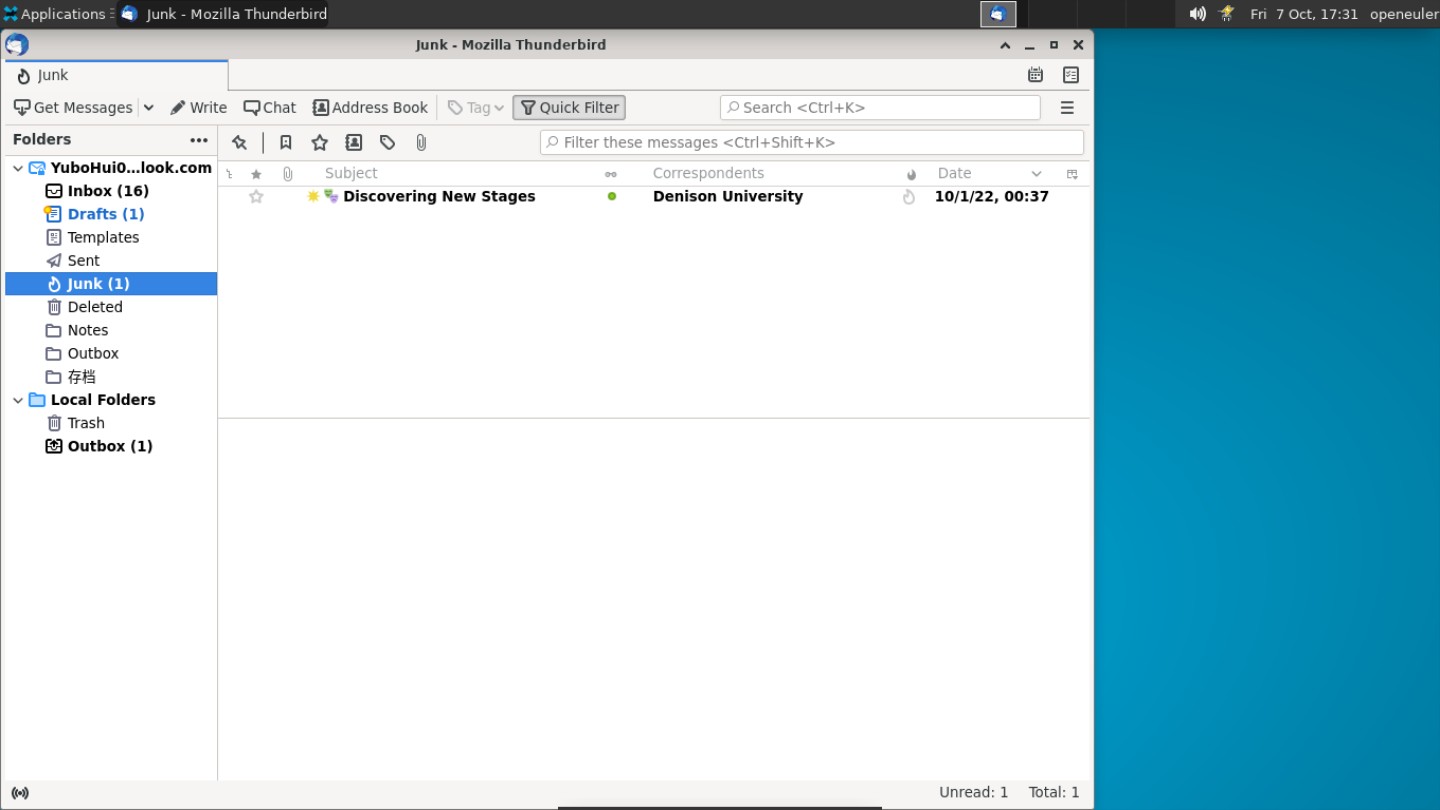 Applications Junk - Mozilla Thunderbird Fri 7 Oct, 17:31 openeuler
Junk - Mozilla Thunderbird
Junk
Get Messages Write Chat Address Book Tag Quick Filter Search <Ctrl+K>
Folders Filter these messages <Ctrl+Shift+K>
Subject Correspondents Date
YuboHui0...look.com
Inbox (16)
Drafts (1)
Templates
Sent
Junk (1)
Deleted
Notes
Outbox
存档
Local Folders
Trash
Outbox (1)
Discovering New Stages Denison University 10/1/22, 00:37
Unread: 1 Total: 1